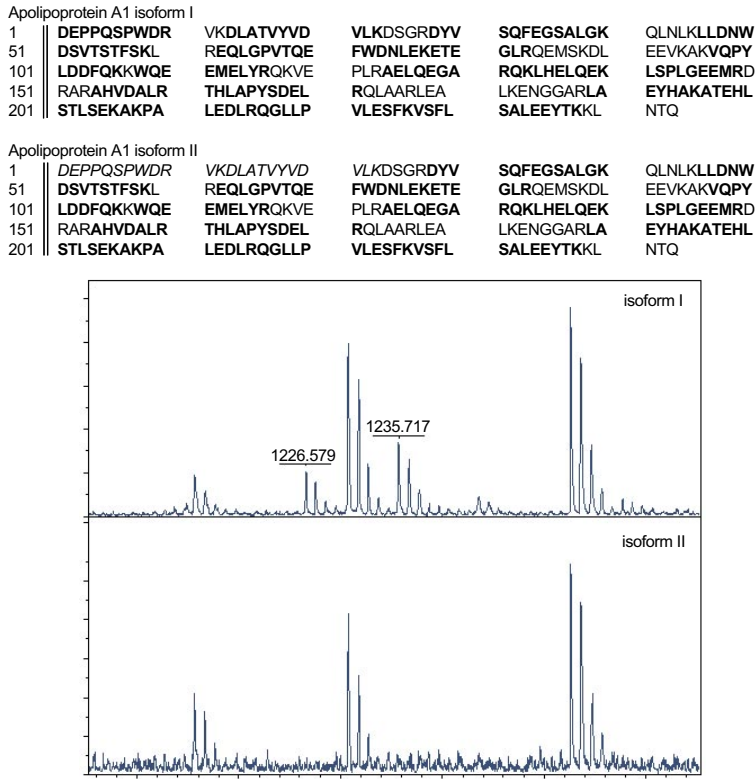 Apolipoprotein A1 isoform I
1 DEPPQSPWDR VKDLATVYVD VLKDSGRDYV SQFEGSALGK QLNLKLLDNW
51 DSVTSTFSKL REQLGPVTQE FWDNLEKETE GLRQEMSKDL EEVKAKVQPY
101 LDDFQKKWQE EMELYRQKVE PLRAELQEGA RQKLHELQEK LSPLGEEMRD
151 RARAHVDALR THLAPYSDEL RQLAARLEA LKENGGARLA EYHAKATEHL
201 STLSEKAKPA LEDLRQGLLP VLESFKVSFL SALEEYTKKL NTQ
Apolipoprotein A1 isoform II
1 DEPPQSPWDR VKDLATVYVD VLKDSGRDYV SQFEGSALGK QLNLKLLDNW
51 DSVTSTFSKL REQLGPVTQE FWDNLEKETE GLRQEMSKDL EEVKAKVQPY
101 LDDFQKKWQE EMELYRQKVE PLRAELQEGA RQKLHELQEK LSPLGEEMRD
151 RARAHVDALR THLAPYSDEL RQLAARLEA LKENGGARLA EYHAKATEHL
201 STLSEKAKPA LEDLRQGLLP VLESFKVSFL SALEEYTKKL NTQ
isoform I
1235.717
1226.579
isoform II